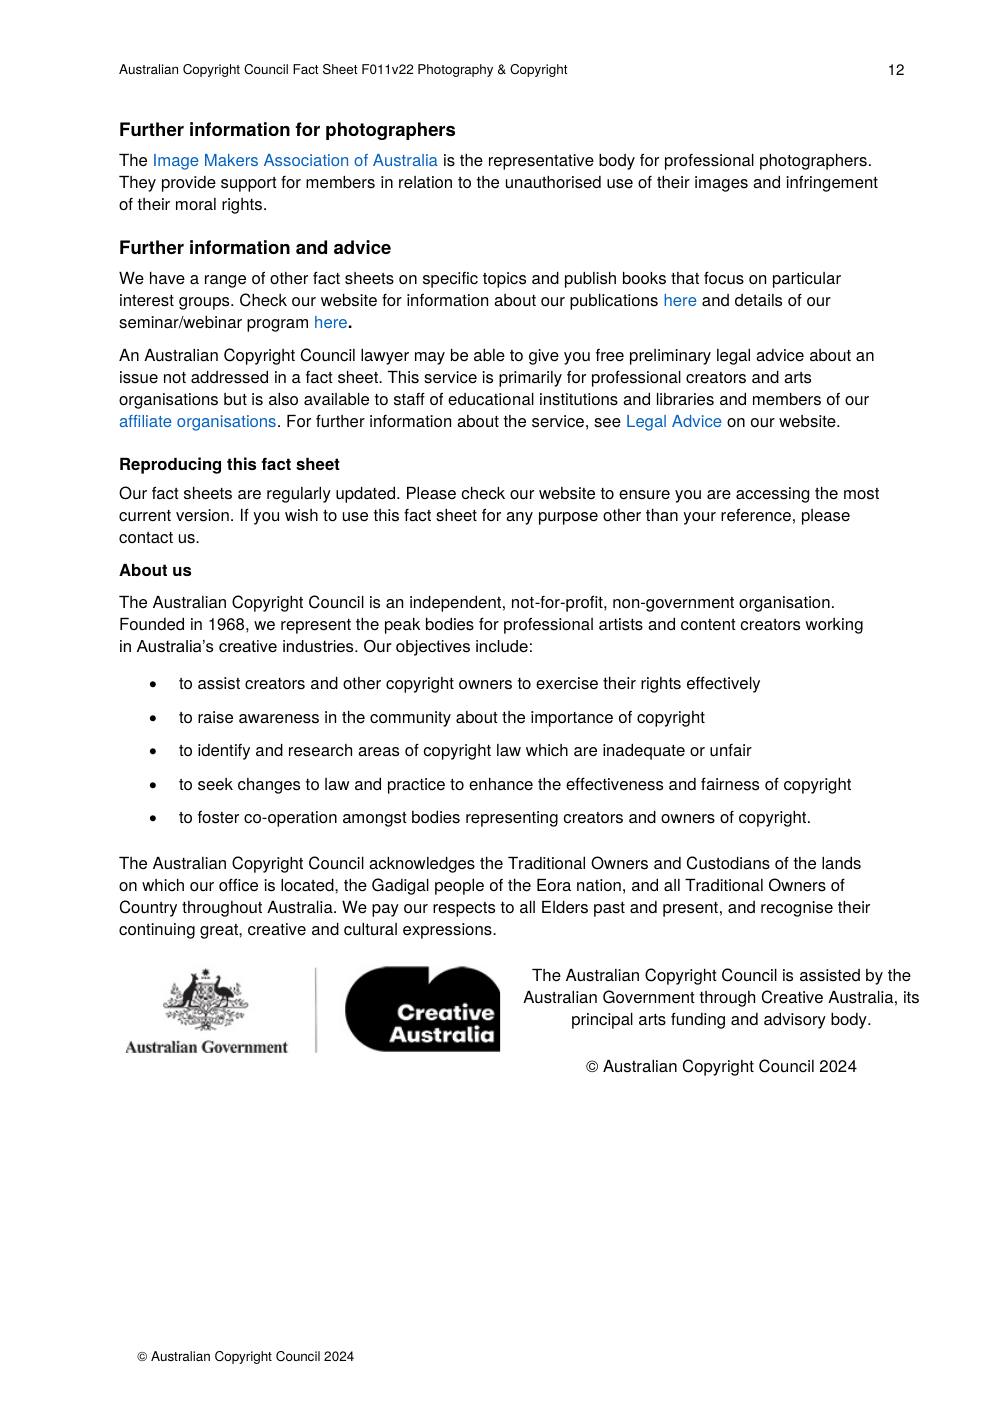 Australian Copyright Council Fact Sheet F011v22 Photography & Copyright 12
Further information for photographers
The Image Makers Association of Australia is the representative body for professional photographers.
They provide support for members in relation to the unauthorised use of their images and infringement
of their moral rights.
Further information and advice
We have a range of other fact sheets on specific topics and publish books that focus on particular
interest groups. Check our website for information about our publications here and details of our
seminar/webinar program here.
An Australian Copyright Council lawyer may be able to give you free preliminary legal advice about an
issue not addressed in a fact sheet. This service is primarily for professional creators and arts
organisations but is also available to staff of educational institutions and libraries and members of our
affiliate organisations. For further information about the service, see Legal Advice on our website.
Reproducing this fact sheet
Our fact sheets are regularly updated. Please check our website to ensure you are accessing the most
current version. If you wish to use this fact sheet for any purpose other than your reference, please
contact us.
About us
The Australian Copyright Council is an independent, not-for-profit, non-government organisation.
Founded in 1968, we represent the peak bodies for professional artists and content creators working
in Australia’s creative industries. Our objectives include:
• to assist creators and other copyright owners to exercise their rights effectively
• to raise awareness in the community about the importance of copyright
• to identify and research areas of copyright law which are inadequate or unfair
• to seek changes to law and practice to enhance the effectiveness and fairness of copyright
• to foster co-operation amongst bodies representing creators and owners of copyright.
The Australian Copyright Council acknowledges the Traditional Owners and Custodians of the lands
on which our office is located, the Gadigal people of the Eora nation, and all Traditional Owners of
Country throughout Australia. We pay our respects to all Elders past and present, and recognise their
continuing great, creative and cultural expressions.
Australian Government
Creative
Australia
The Australian Copyright Council is assisted by the
Australian Government through Creative Australia, its
principal arts funding and advisory body.
© Australian Copyright Council 2024
© Australian Copyright Council 2024